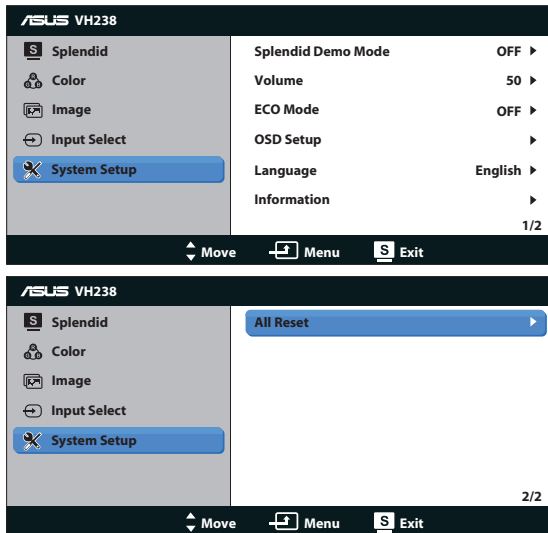 ASUS VH238
S Splendid
Color
Image
Input Select
System Setup
Splendid Demo Mode OFF
Volume 50
ECO Mode OFF
OSD Setup
Language English
Information
1/2
Move Menu S Exit
ASUS VH238
S Splendid
Color
Image
Input Select
System Setup
All Reset
2/2
Move Menu S Exit